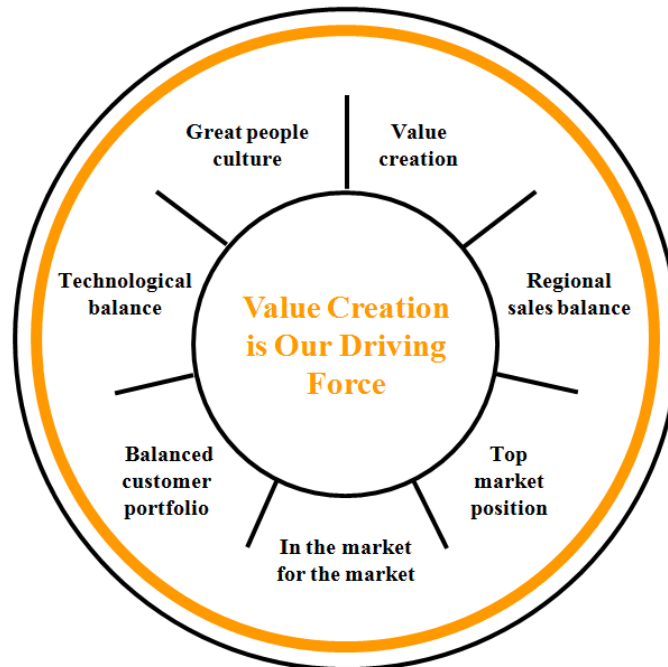 Great people
culture
Value
creation
Technological
balance
Value Creation
is Our Driving
Force
Regional
sales balance
Balanced
customer
portfolio
In the market
for the market
Top
market
position